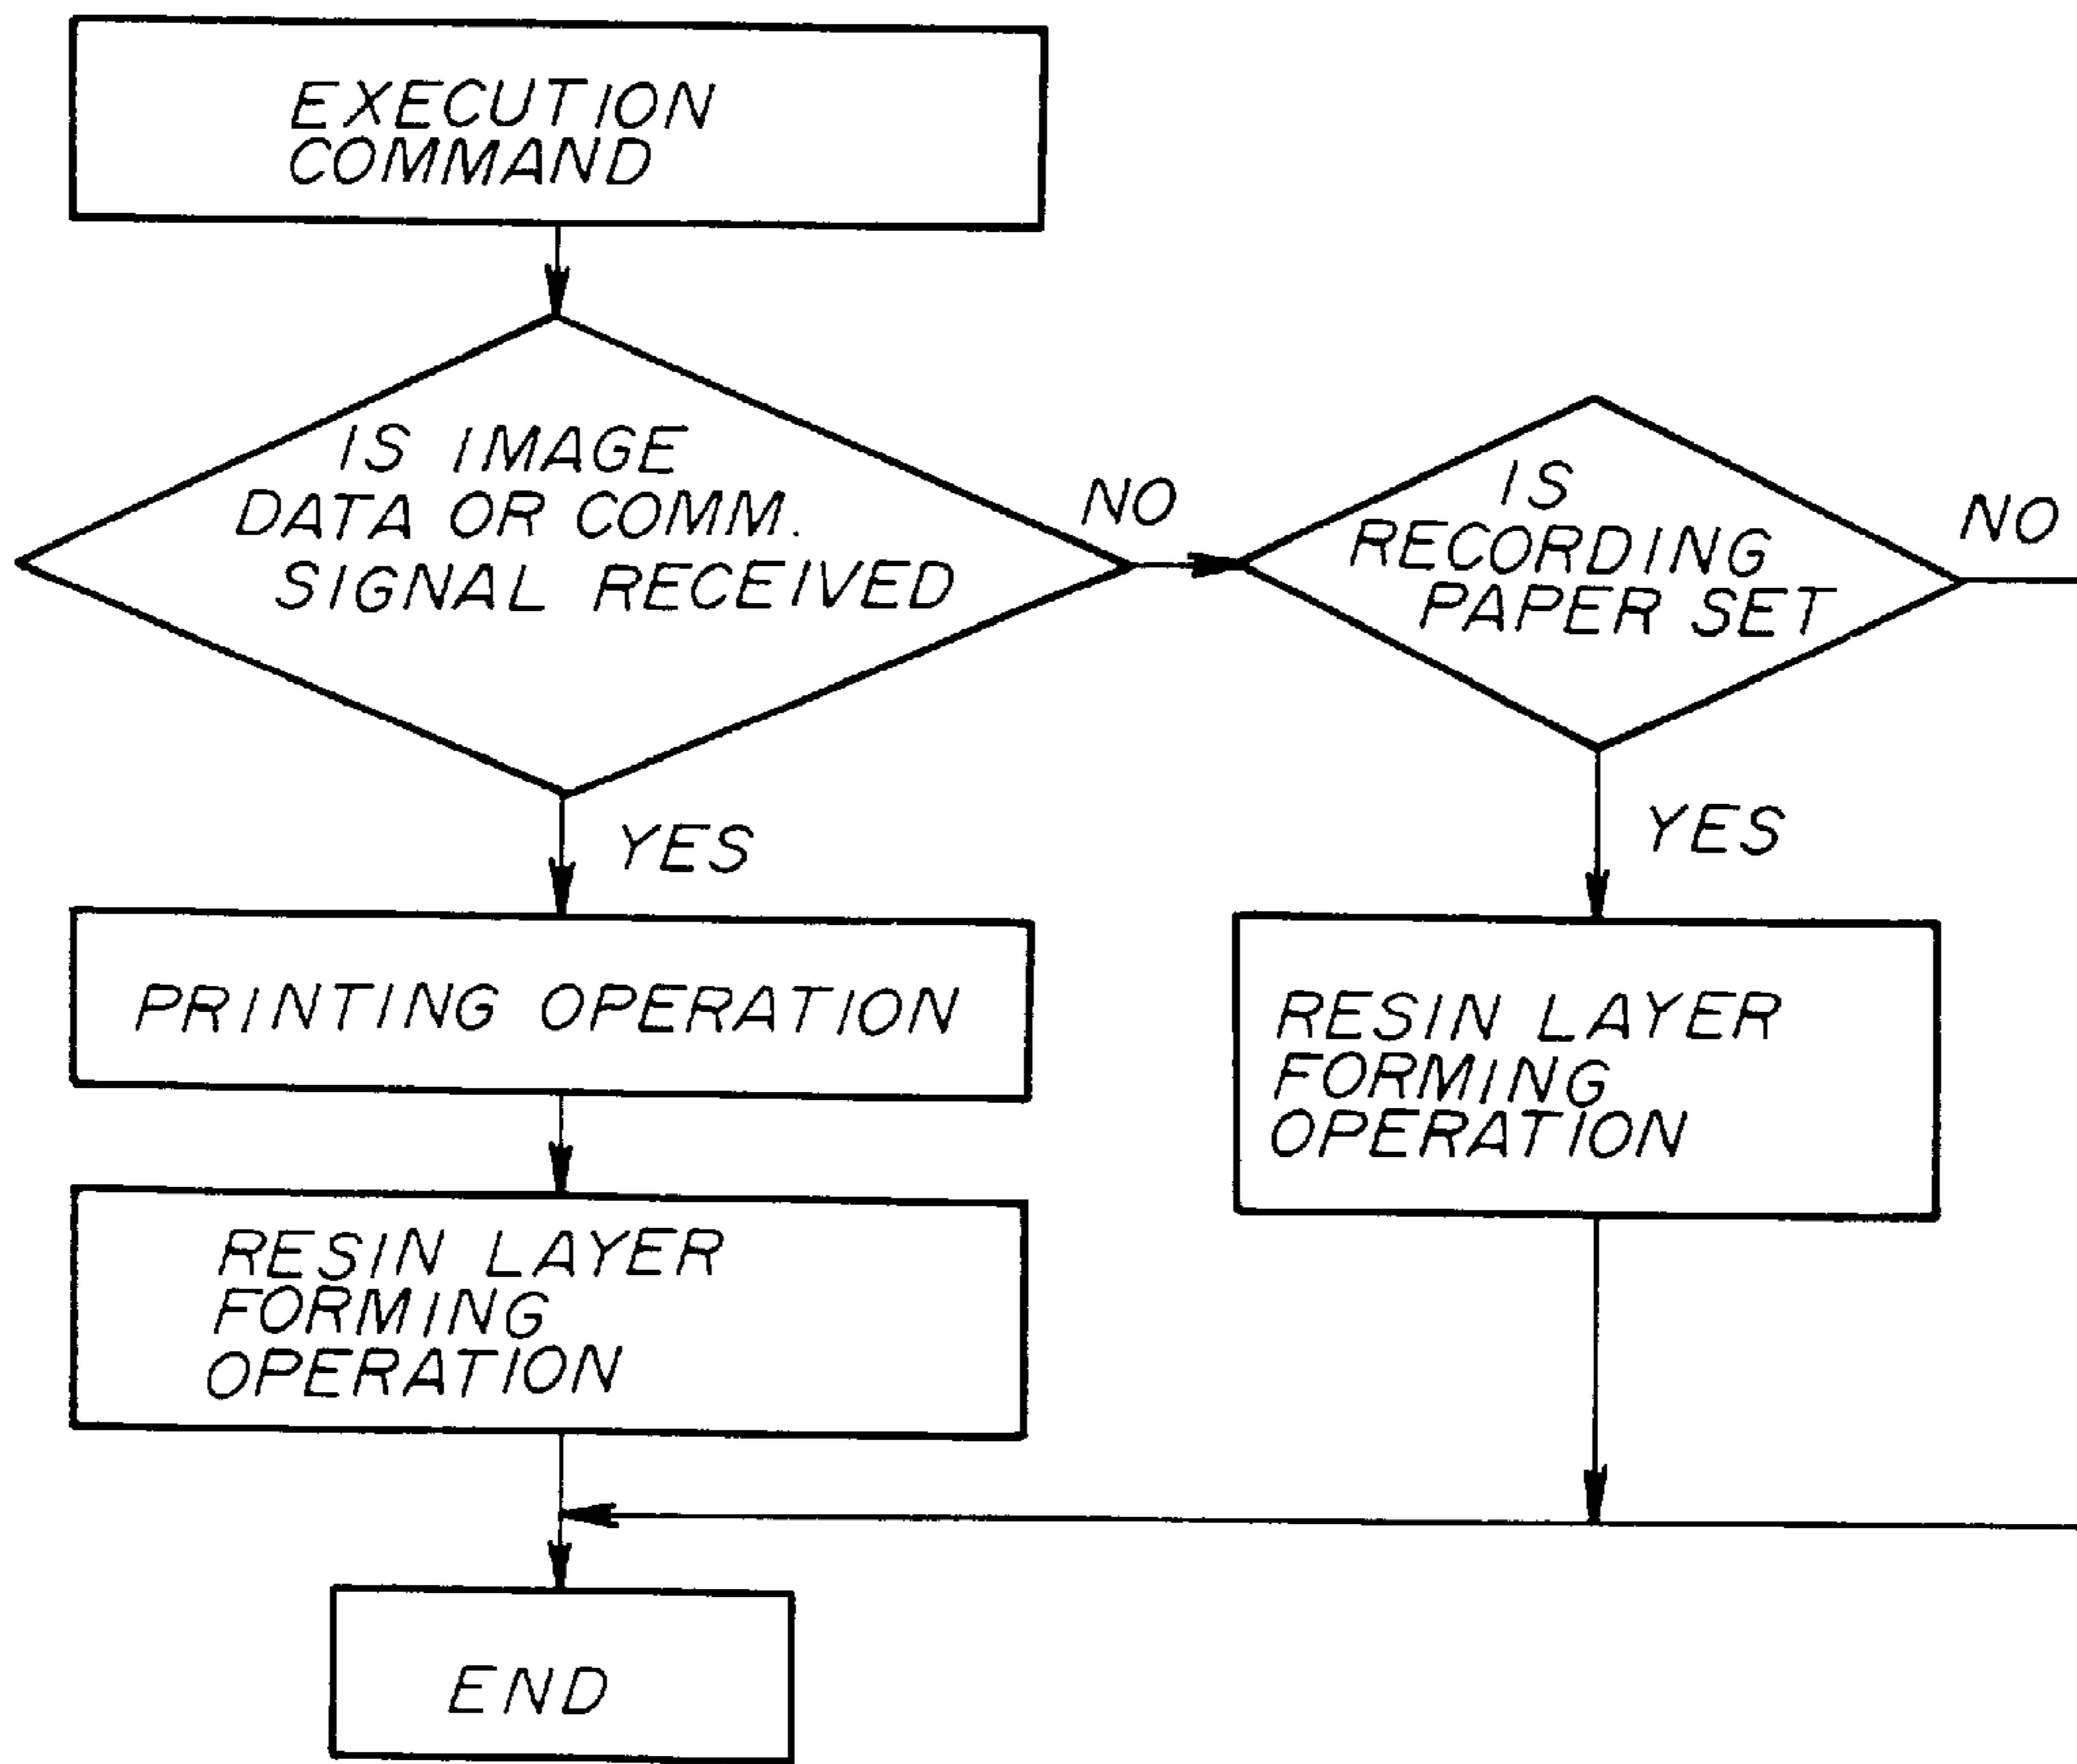 EXECUTION
COMMAND
IS IMAGE
DATA OR COMM.
SIGNAL RECEIVED
NO
IS
RECORDING
PAPER SET
NO
YES
YES
PRINTING OPERATION
RESIN LAYER
FORMING
OPERATION
RESIN LAYER
FORMING
OPERATION
END